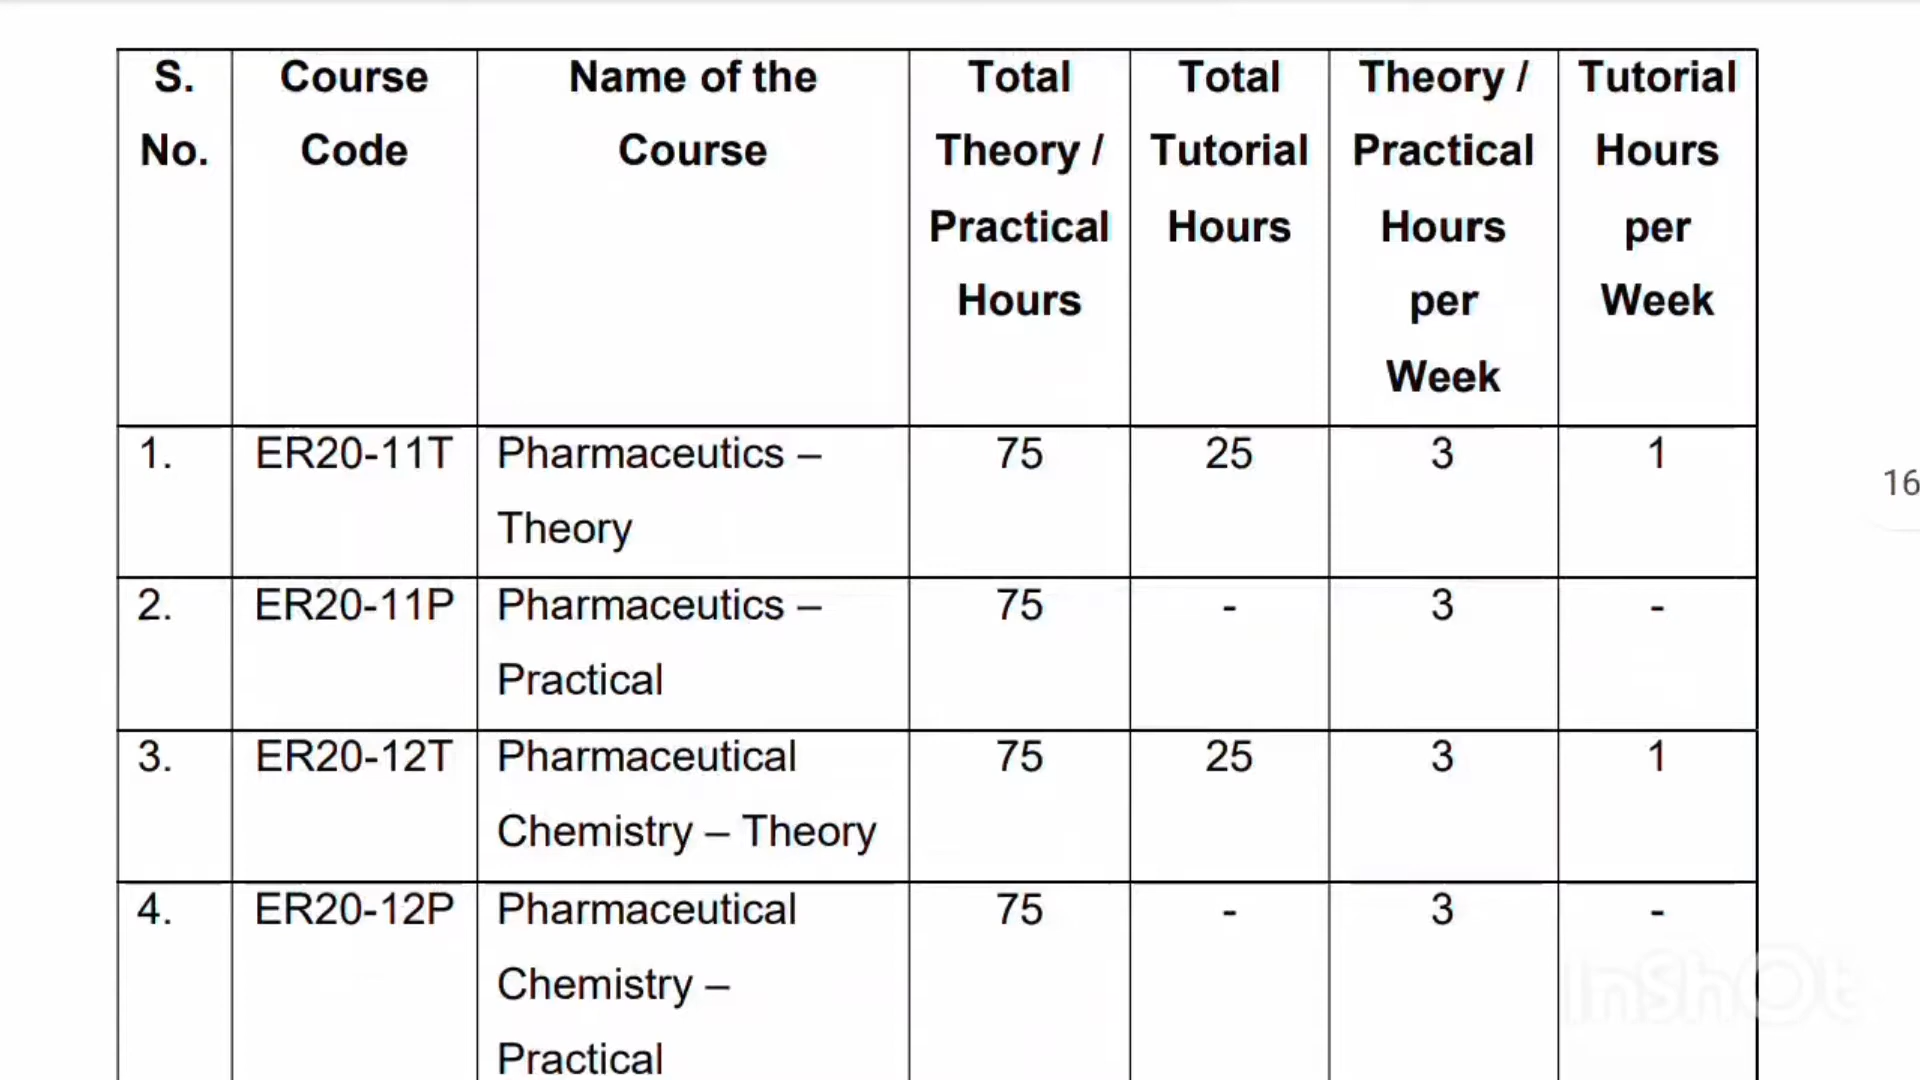 S. No.
Course Code
Name of the Course
Total Theory / Practical Hours
Total Tutorial Hours
Theory / Practical Hours per Week
Tutorial Hours per Week
1. ER20-11T Pharmaceutics – 75 25 3 1
Theory
2. ER20-11P Pharmaceutics – 75 - 3 -
Practical
3. ER20-12T Pharmaceutical 75 25 3 1
Chemistry – Theory
4. ER20-12P Pharmaceutical 75 - 3 -
Chemistry –
Practical
16
InShOt